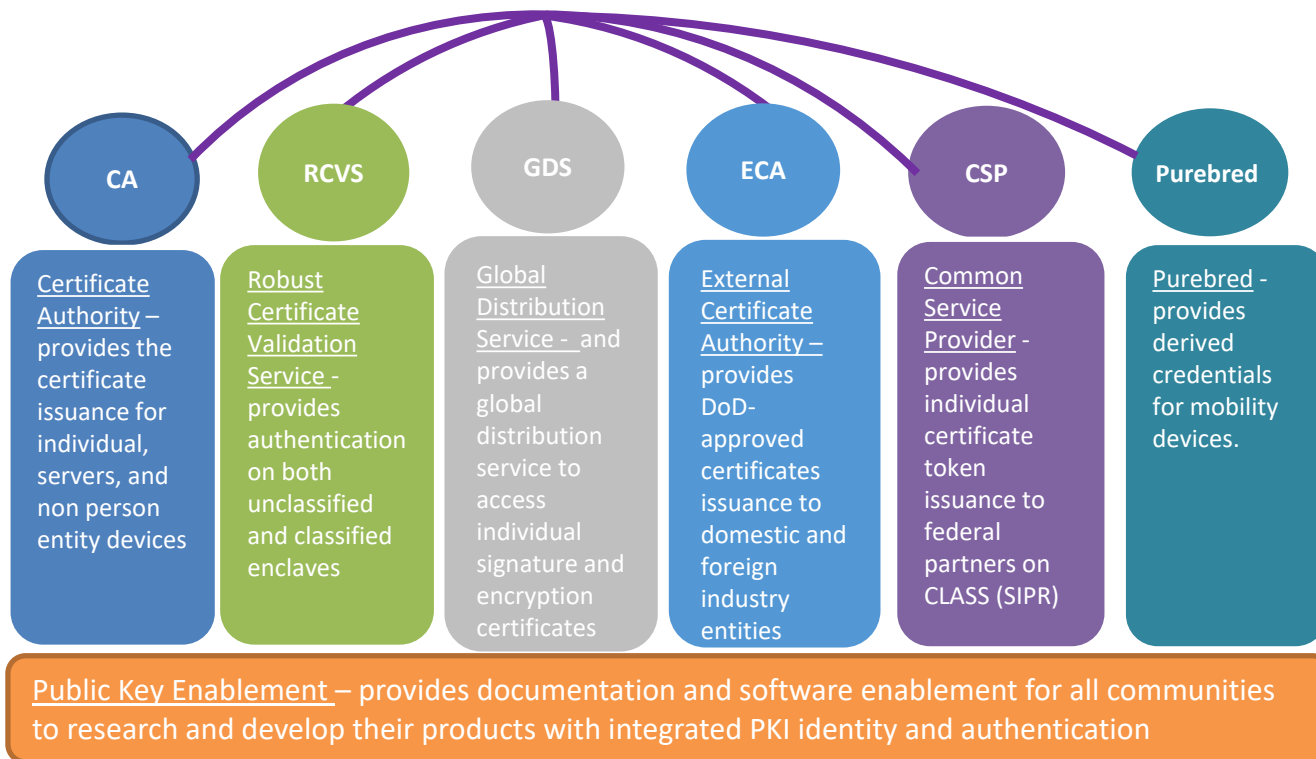 CA
RCVS
GDS
ECA
CSP
Purebred
Certificate
Authority –
provides the
certificate
issuance for
individual,
servers, and
non person
entity devices
Robust
Certificate
Validation
Service -
provides
authentication
on both
unclassified
and classified
enclaves
Global
Distribution
Service - and
provides a
global
distribution
service to
access
individual
signature and
encryption
certificates
External
Certificate
Authority –
provides
DoD-
approved
certificates
issuance to
domestic and
foreign
industry
entities
Common
Service
Provider -
provides
individual
certificate
token
issuance to
federal
partners on
CLASS (SIPR)
Purebred -
provides
derived
credentials
for mobility
devices.
Public Key Enablement – provides documentation and software enablement for all communities
to research and develop their products with integrated PKI identity and authentication